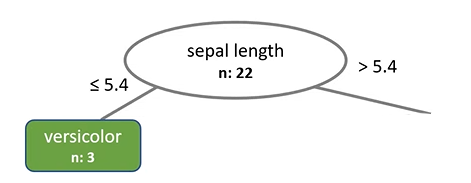 sepal length
n: 22
≤ 5.4
> 5.4
versicolor
n: 3